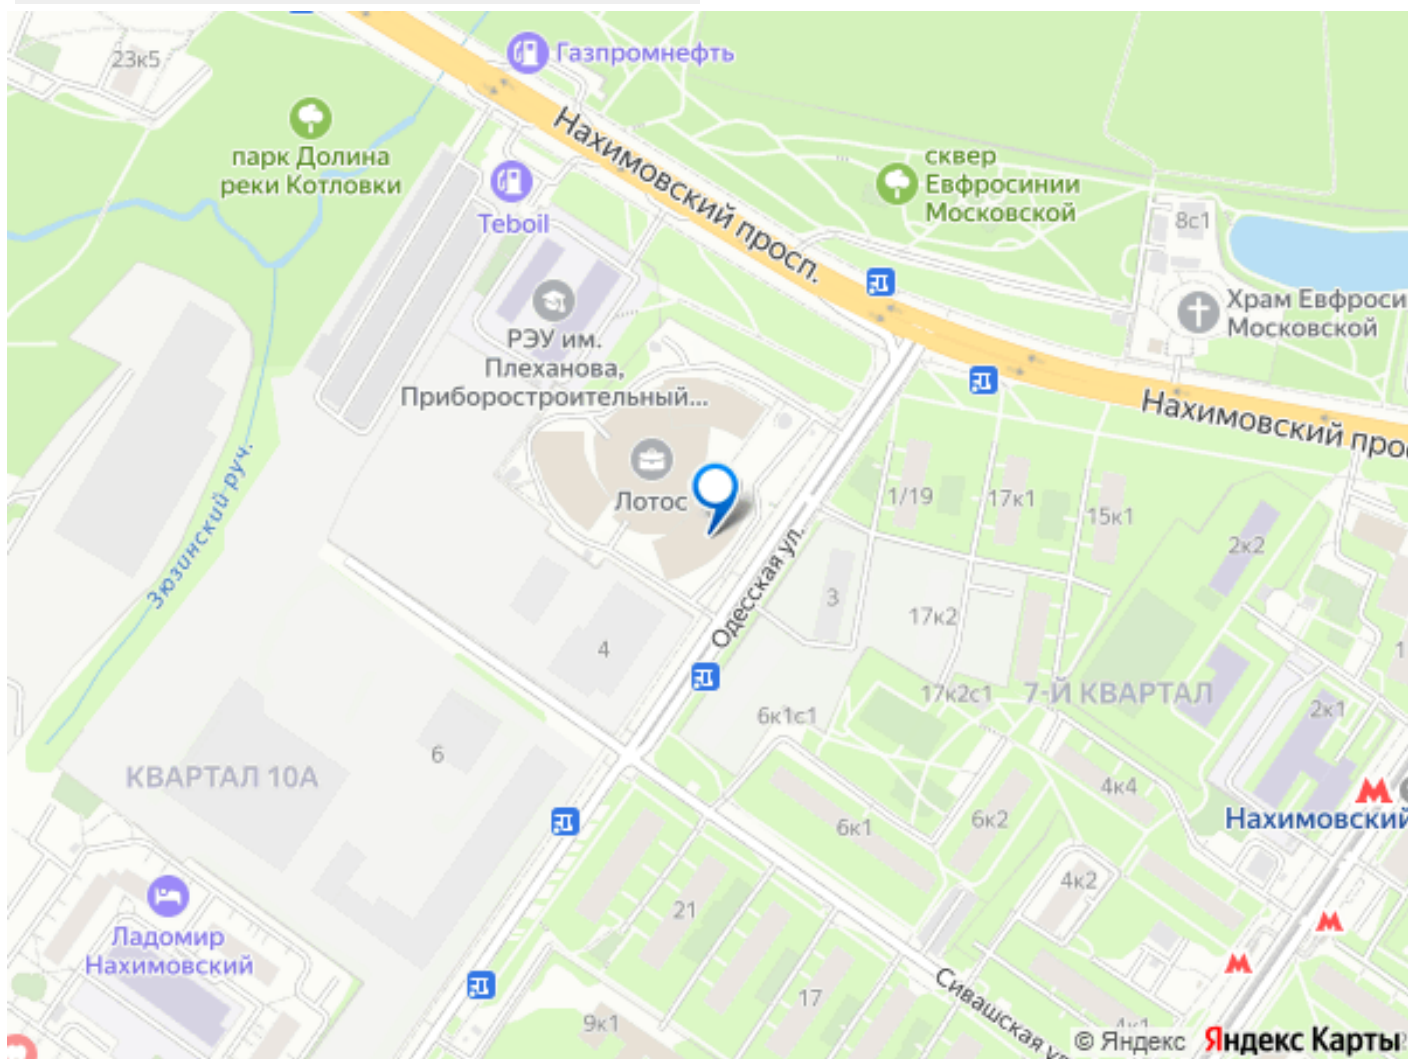 23к5
Газпромнефть
парк Долина
реки Котловки
Teboil
Нахимовский просп.
сквер
Евфросинии
Московской
8с1
Храм Евфроси
Московской
РЭУ им.
Плеханова,
Приборостроительный...
Нахимовский прос
Лотос
1/19
17к1
15к1
2к2
Зюзинский руч.
Одесская ул.
3
17к2
4
17к2с1
7-Й КВАРТАЛ
1
6к1с1
2к1
6
КВАРТАЛ 10А
4к4
Нахимовский
6к1
6к2
4к2
21
Ладомир
Нахимовский
17
Сивашская ул
9к1
4к1
© Яндекс Яндекс Карты